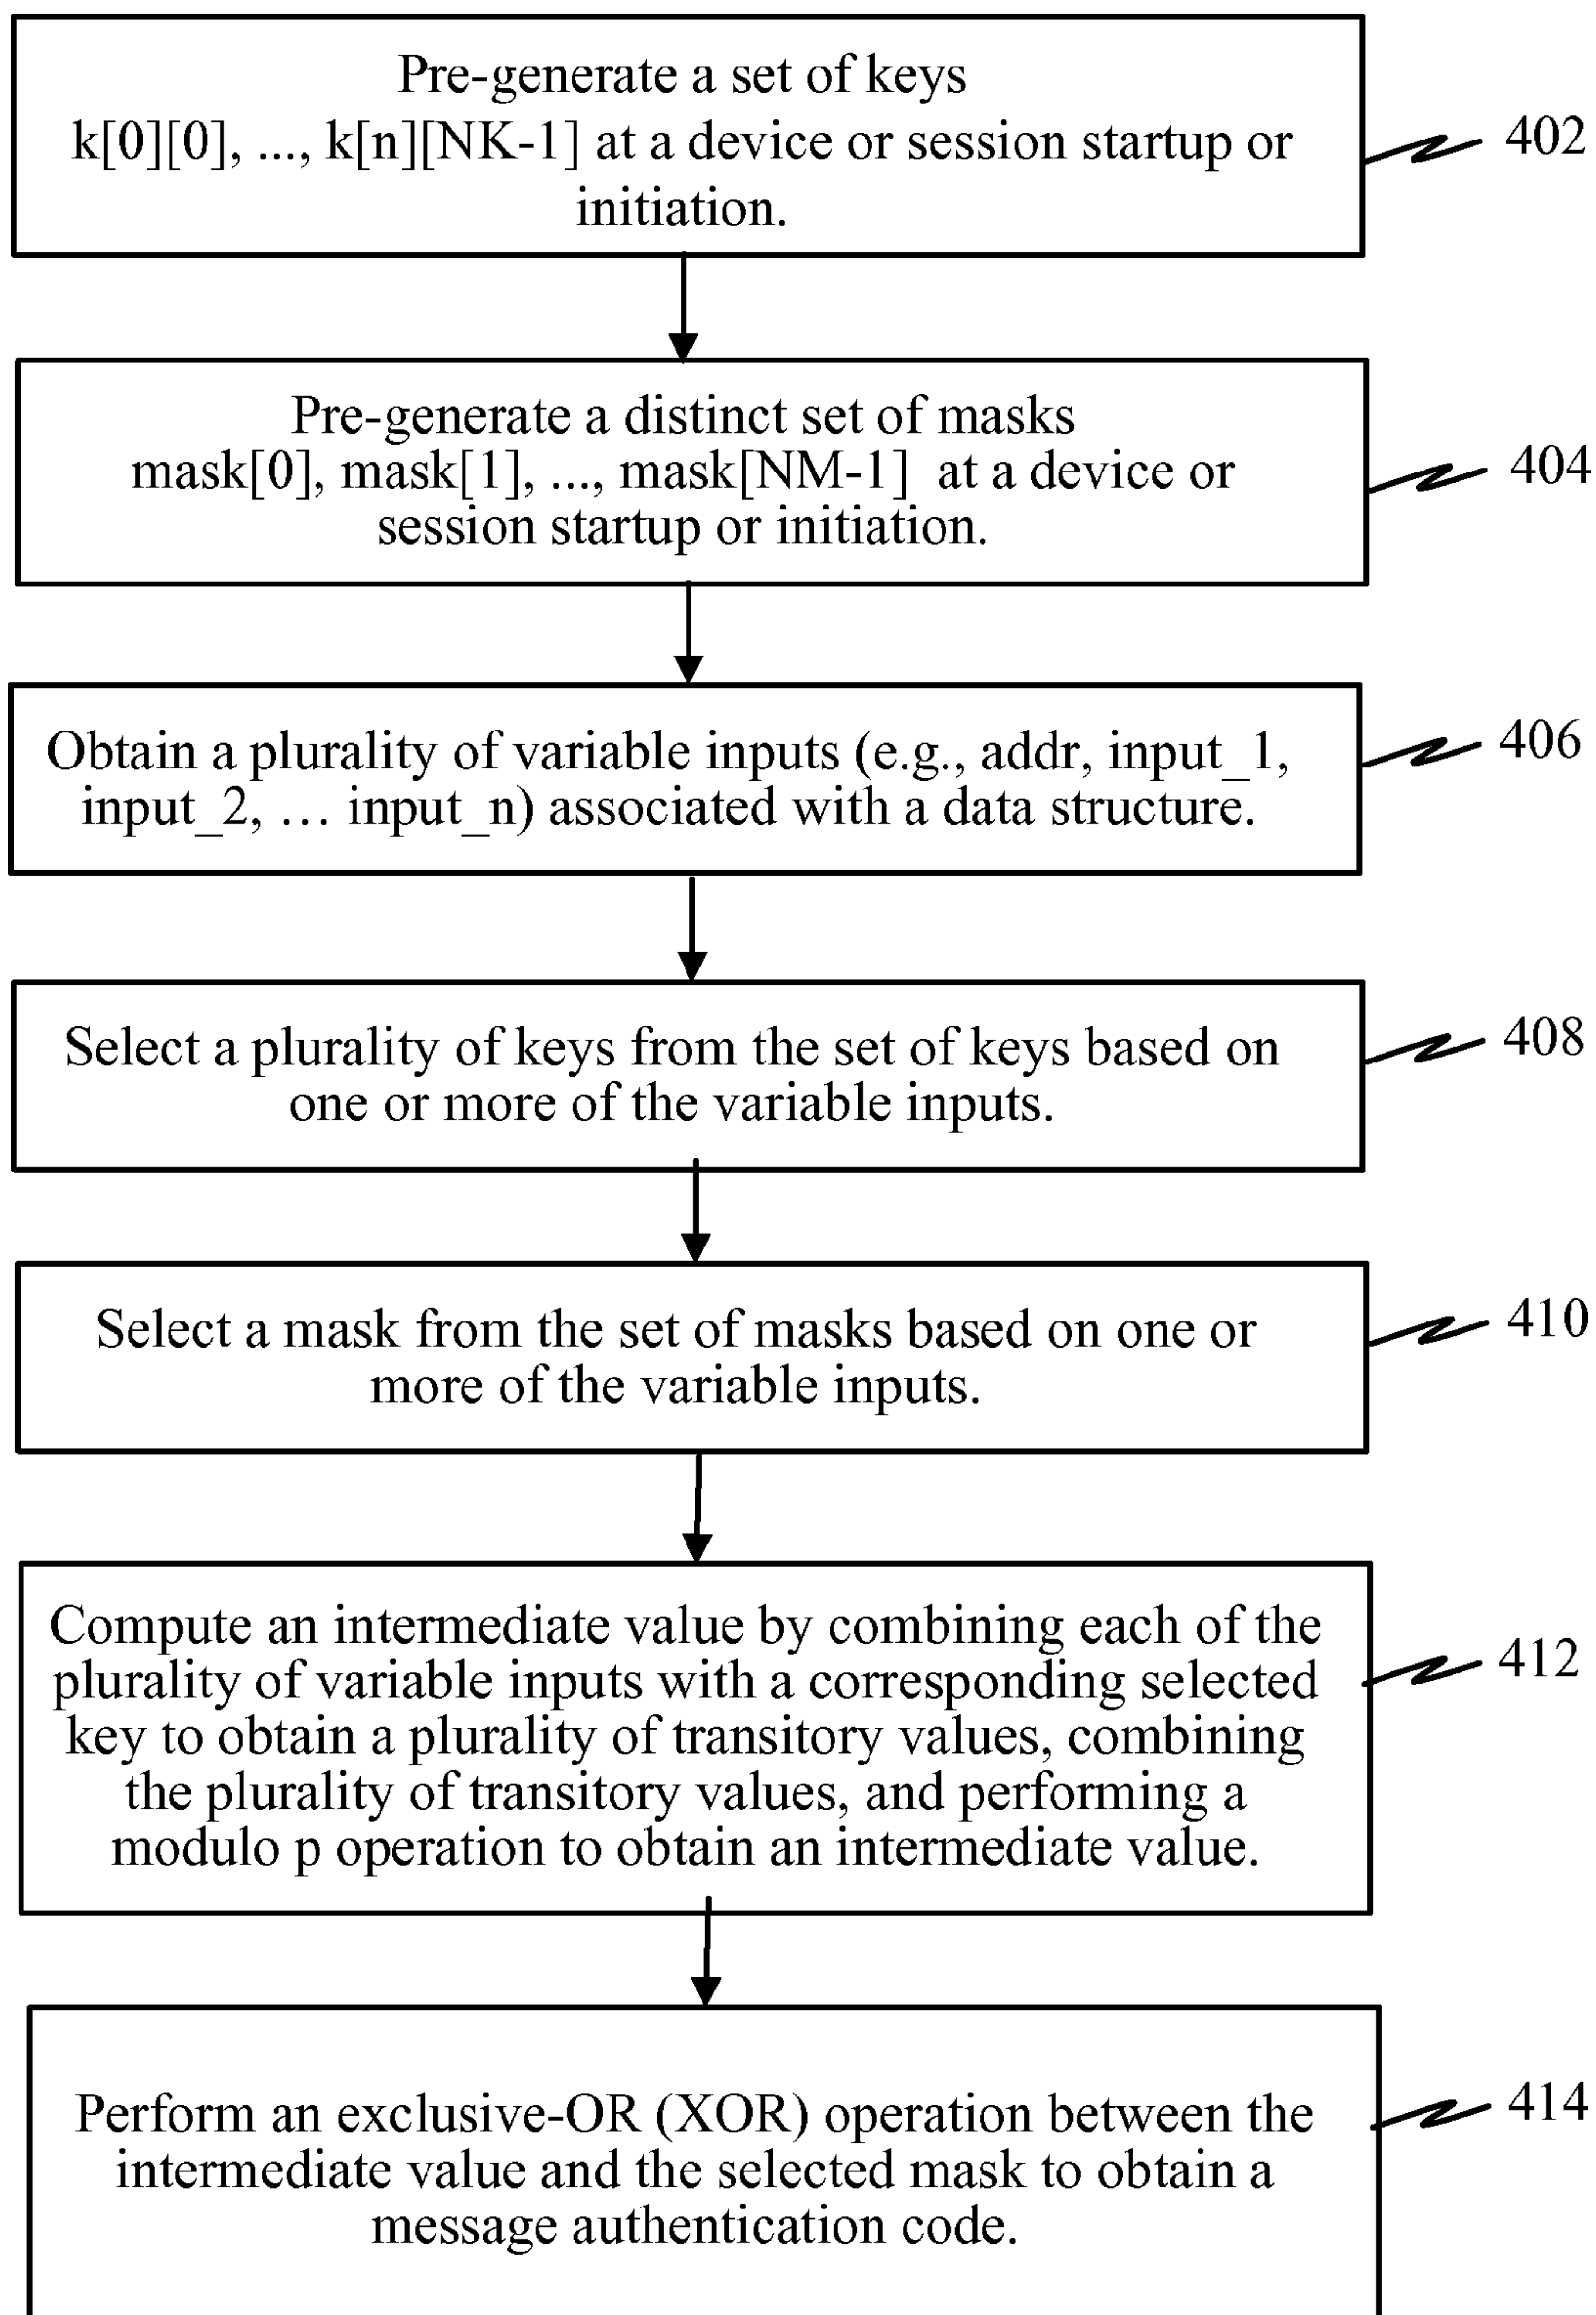 Pre-generate a set of keys
k[0][0], ..., k[n][NK-1] at a device or session startup or
initiation.
402
Pre-generate a distinct set of masks
mask[0], mask[1], ..., mask[NM-1] at a device or
session startup or initiation.
404
Obtain a plurality of variable inputs (e.g., addr, input_1,
input_2, … input_n) associated with a data structure.
406
Select a plurality of keys from the set of keys based on
one or more of the variable inputs.
408
Select a mask from the set of masks based on one or
more of the variable inputs.
410
Compute an intermediate value by combining each of the
plurality of variable inputs with a corresponding selected
key to obtain a plurality of transitory values, combining
the plurality of transitory values, and performing a
modulo p operation to obtain an intermediate value.
412
Perform an exclusive-OR (XOR) operation between the
intermediate value and the selected mask to obtain a
message authentication code.
414